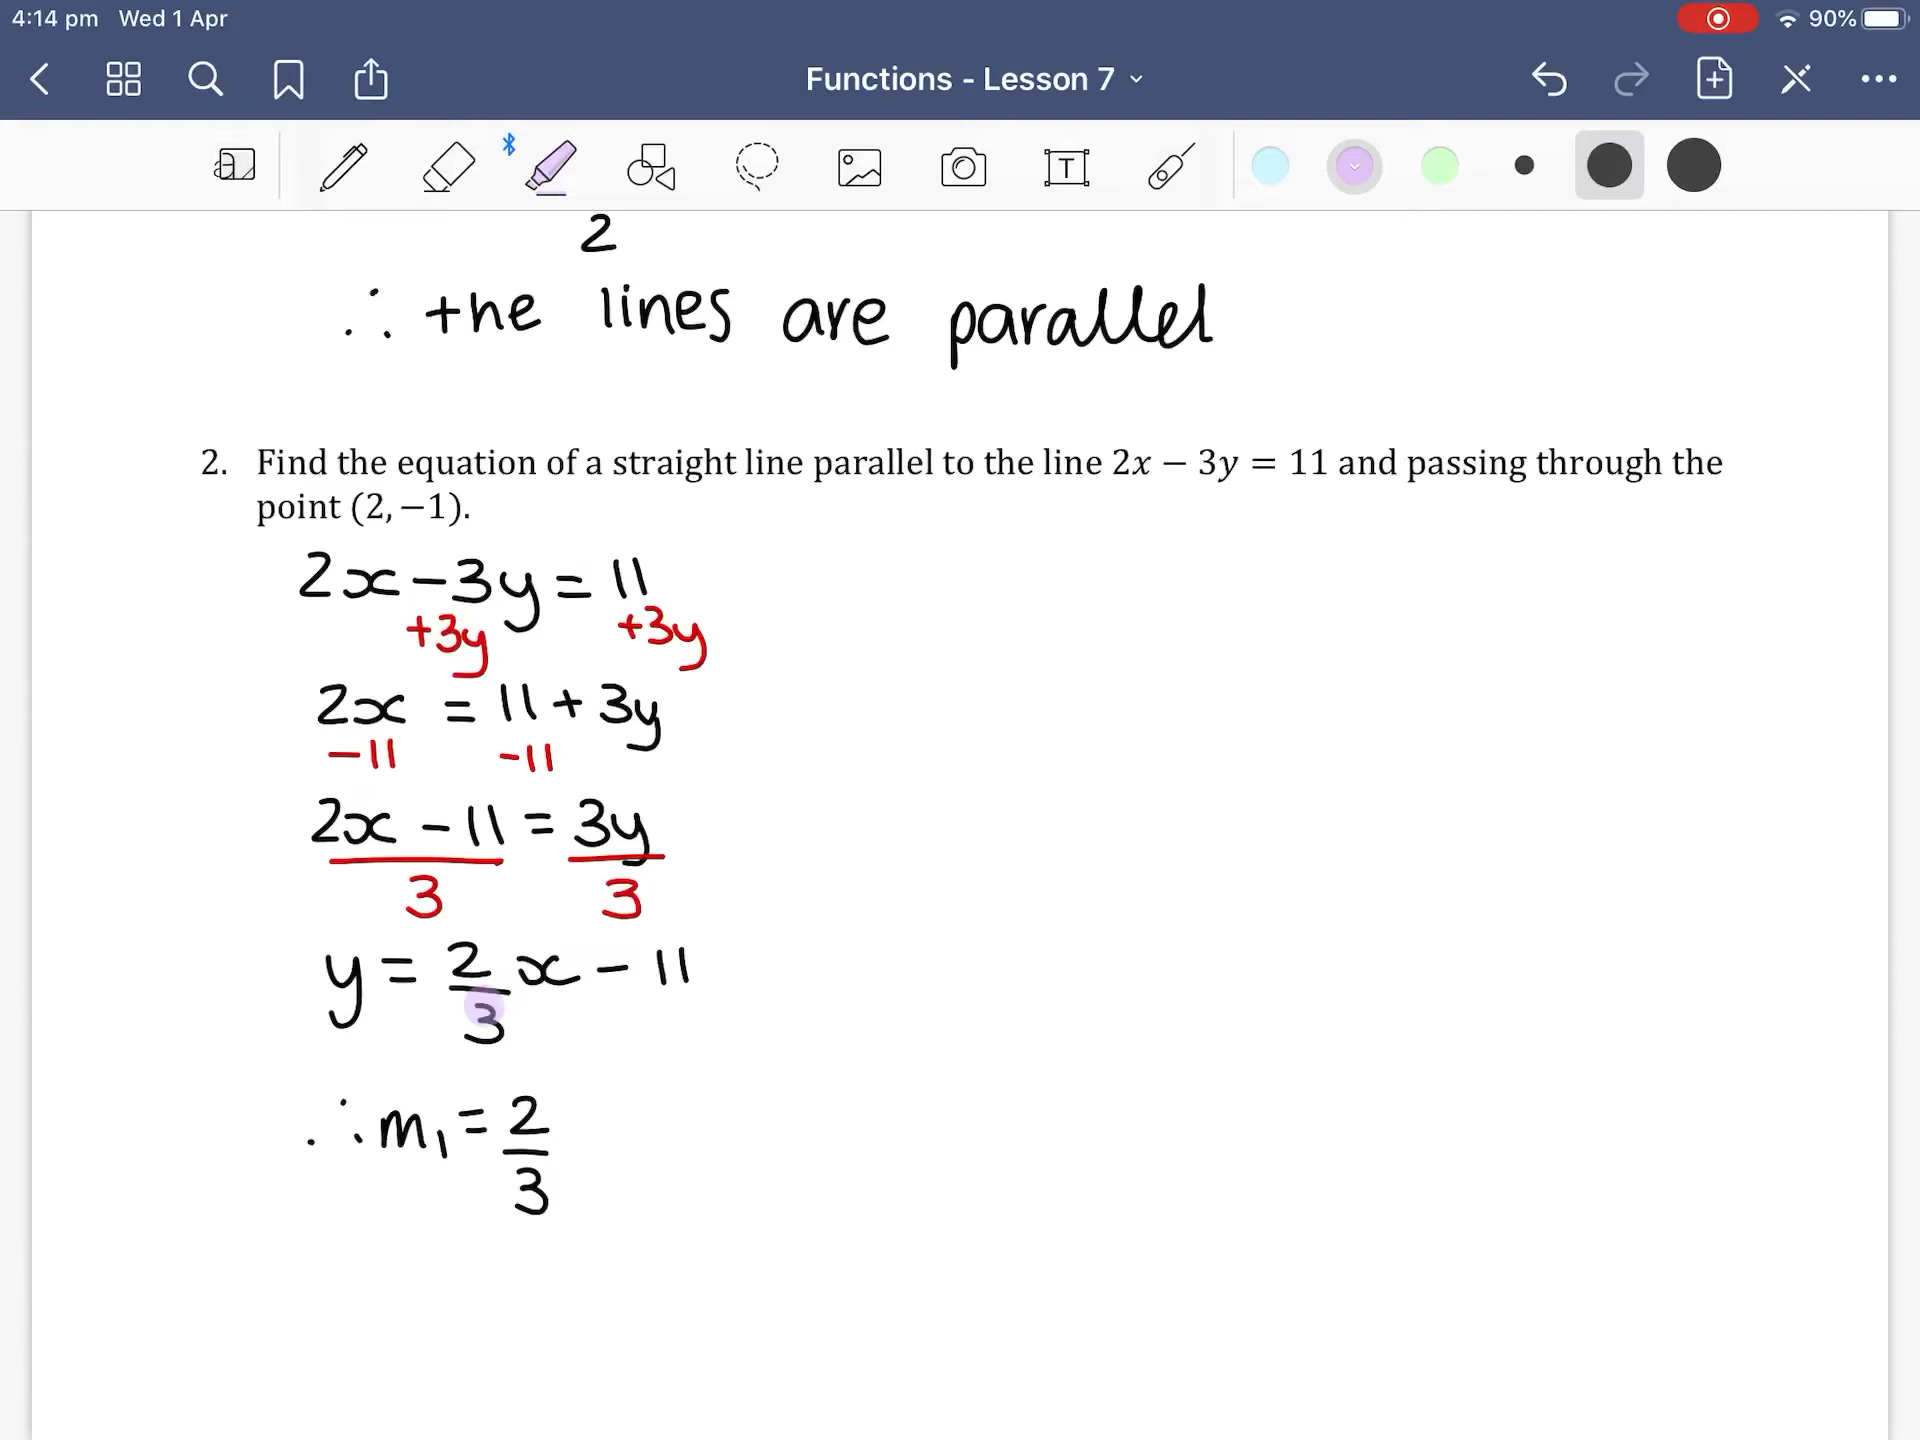 4:14 pm Wed 1 Apr
90%
Functions - Lesson 7
a
T
2
∴ the lines are parallel
2. Find the equation of a straight line parallel to the line 2x − 3y = 11 and passing through the
point (2, −1).
2x − 3y = 11
+3y +3y
2x = 11 + 3y
−11 −11
2x − 11 = 3y
3 3
y = 2/3 x − 11
∴ m₁ = 2/3